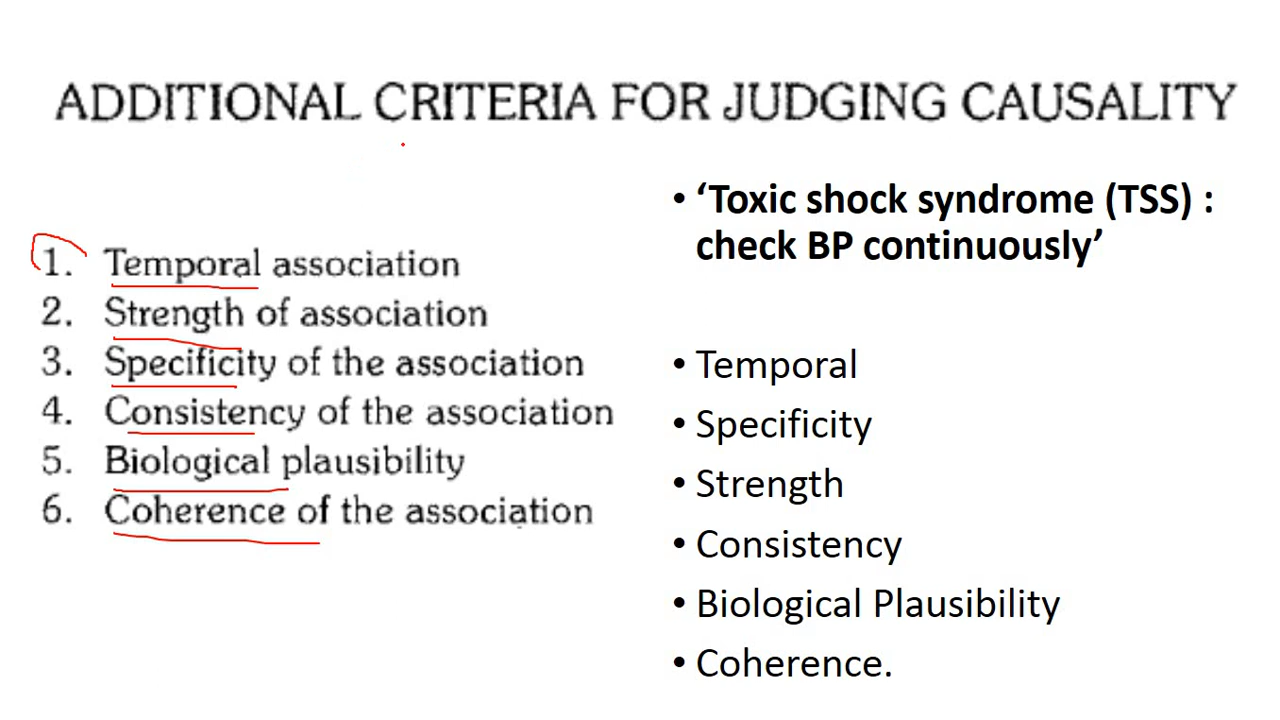 ADDITIONAL CRITERIA FOR JUDGING CAUSALITY
1. Temporal association
2. Strength of association
3. Specificity of the association
4. Consistency of the association
5. Biological plausibility
6. Coherence of the association
• ‘Toxic shock syndrome (TSS) :
check BP continuously’
• Temporal
• Specificity
• Strength
• Consistency
• Biological Plausibility
• Coherence.